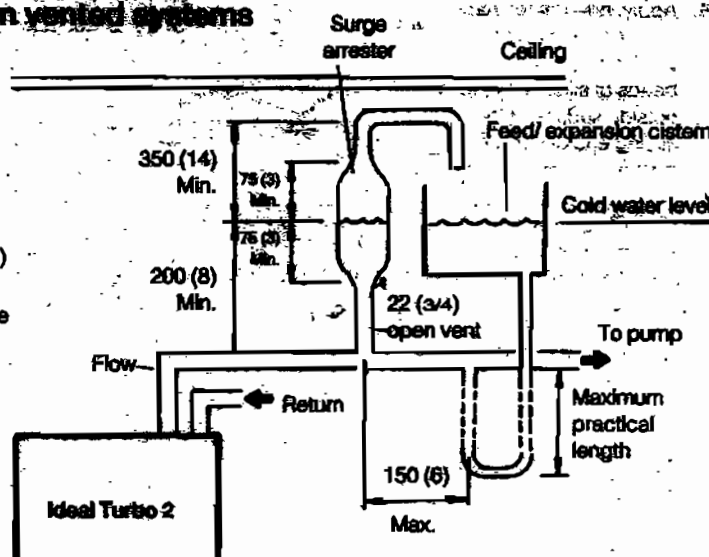 n vented systems
Surge
arrester
Ceiling
350 (14)
Min.
75 (3)
Min.
Feed/ expansion cistern
Cold water level
75 (3)
Min.
)
200 (8)
Min.
22 (3/4)
open vent
e
To pump
Flow
Return
Maximum
practical
length
150 (6)
Ideal Turbo 2
Max.